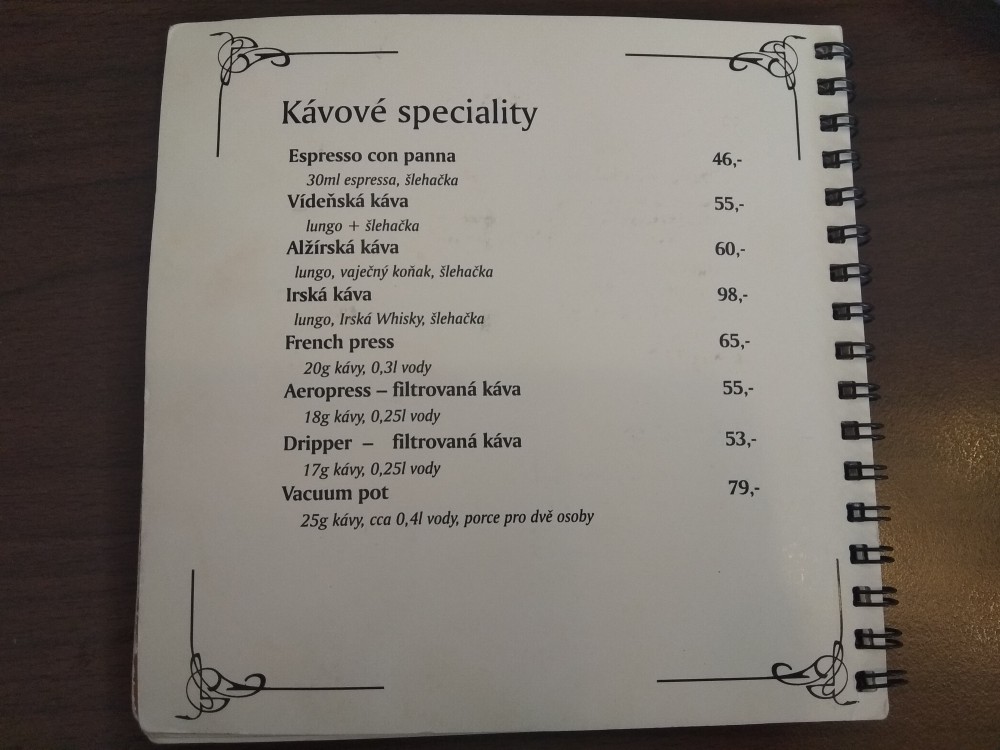 Kávové speciality
Espresso con panna 46,-
30ml espressa, šlehačka
Vídeňská káva 55,-
lungo + šlehačka
Alžírská káva 60,-
lungo, vaječný koňak, šlehačka
Irská káva 98,-
lungo, Irská Whisky, šlehačka
French press 65,-
20g kávy, 0,3l vody
Aeropress – filtrovaná káva 55,-
18g kávy, 0,25l vody
Dripper – filtrovaná káva 53,-
17g kávy, 0,25l vody
Vacuum pot 79,-
25g kávy, cca 0,4l vody, porce pro dvě osoby